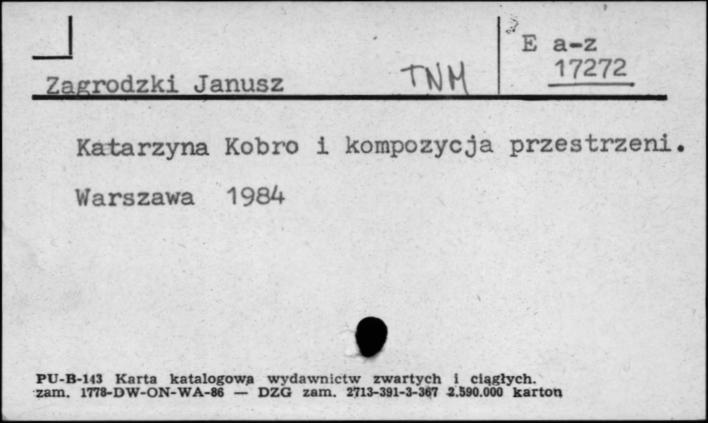 E a-z
Zagrodzki Janusz TNM 17272
Katarzyna Kobro i kompozycja przestrzeni.
Warszawa 1984
PU-B-143 Karta katalogowa wydawnictw zwartych i ciągłych.
zam. 1778-DW-ON-WA-86 — DZG zam. 2713-391-3-367 2.590.000 karton